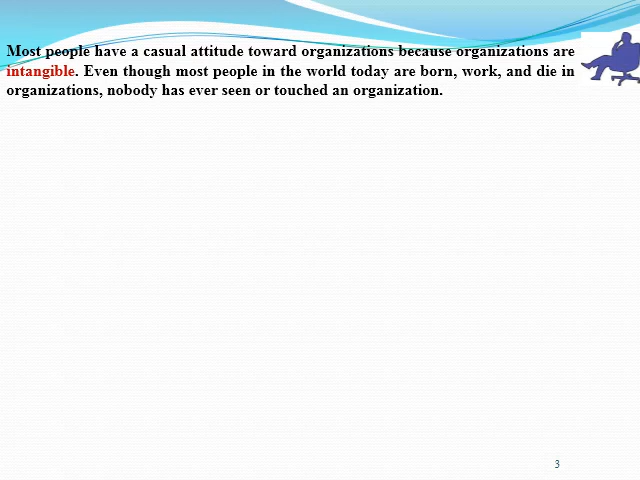 Most people have a casual attitude toward organizations because organizations are
intangible. Even though most people in the world today are born, work, and die in
organizations, nobody has ever seen or touched an organization.
3